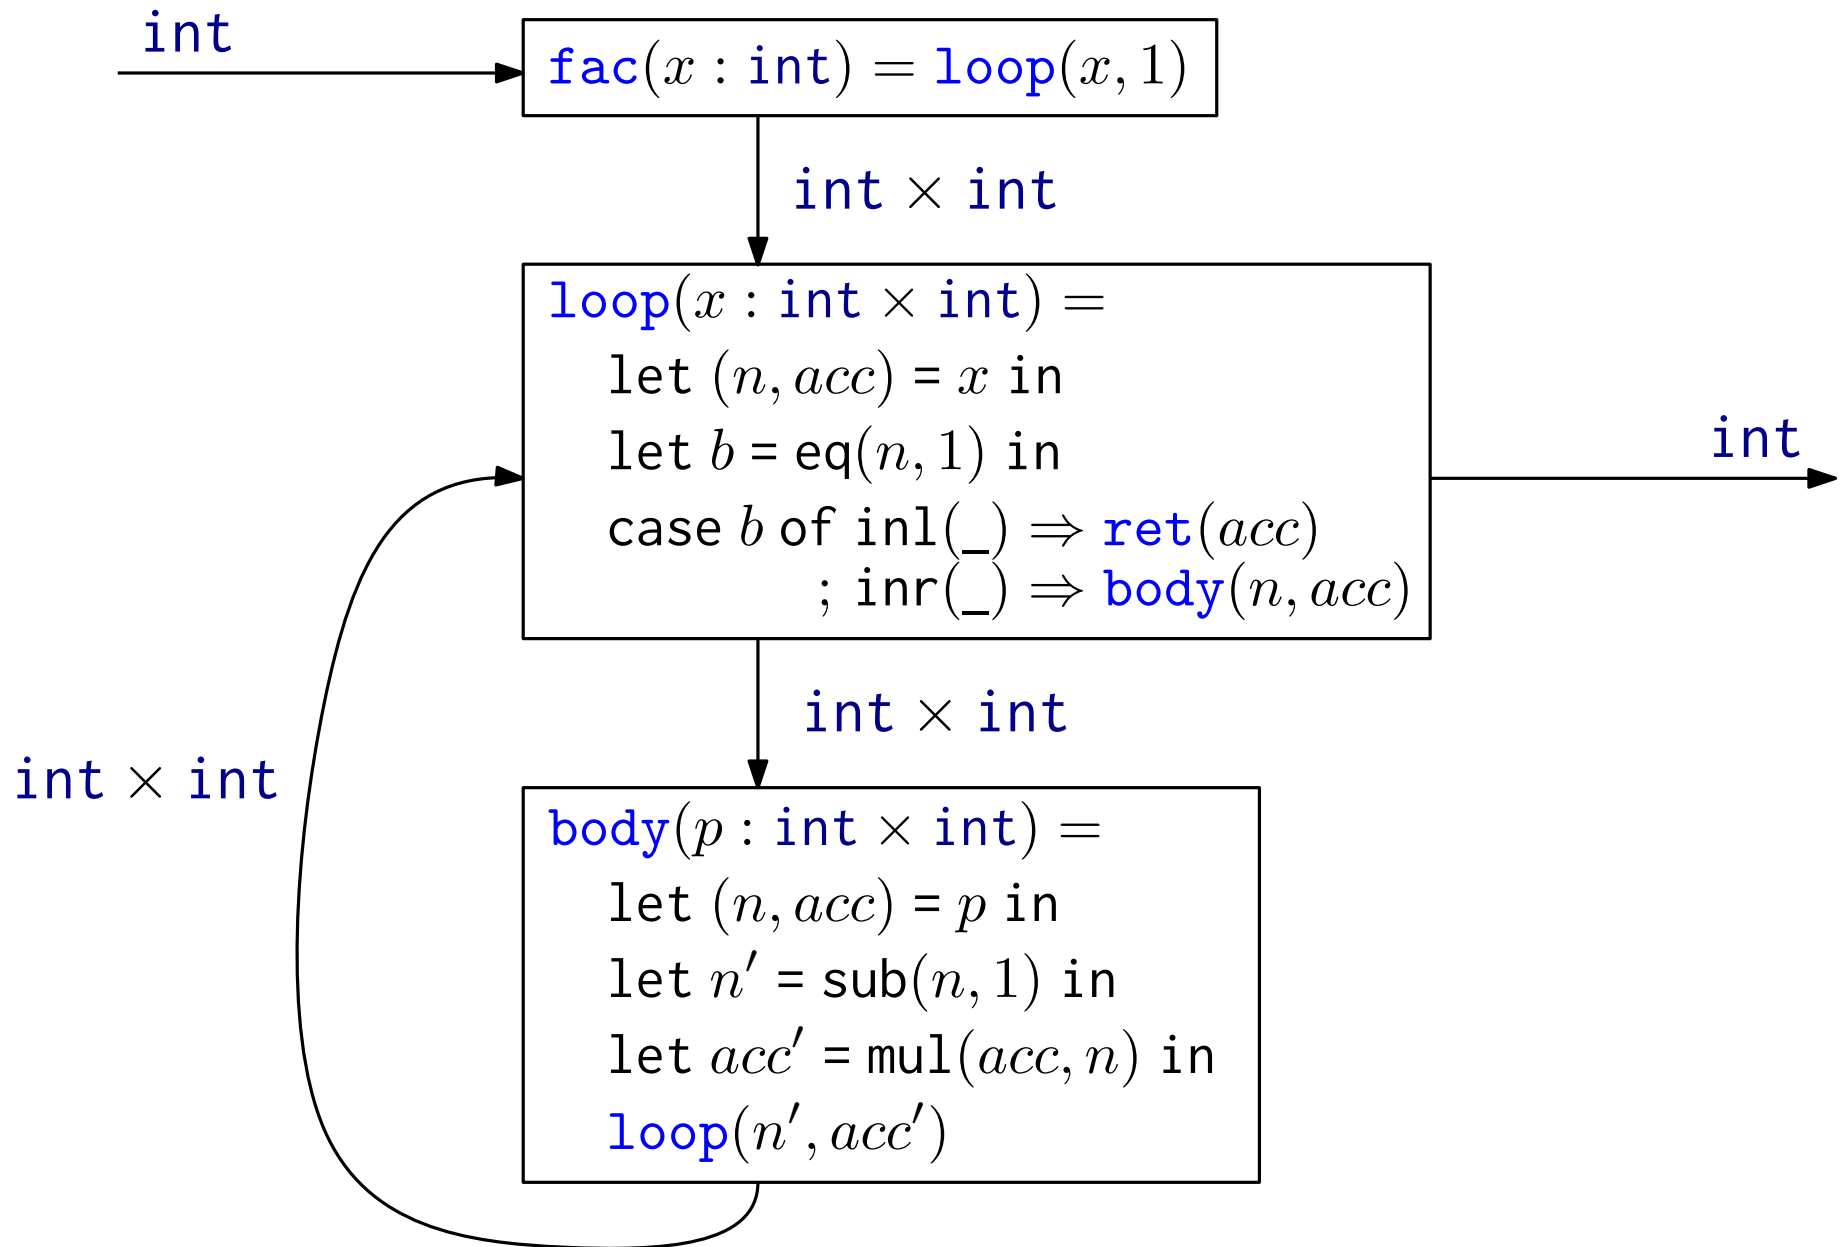 int
fac(x : int) = loop(x, 1)
int × int
loop(x : int × int) =
let (n, acc) = x in
let b = eq(n, 1) in
case b of inl(_) ⇒ ret(acc)
; inr(_) ⇒ body(n, acc)
int
int × int
int × int
body(p : int × int) =
let (n, acc) = p in
let n′ = sub(n, 1) in
let acc′ = mul(acc, n) in
loop(n′, acc′)